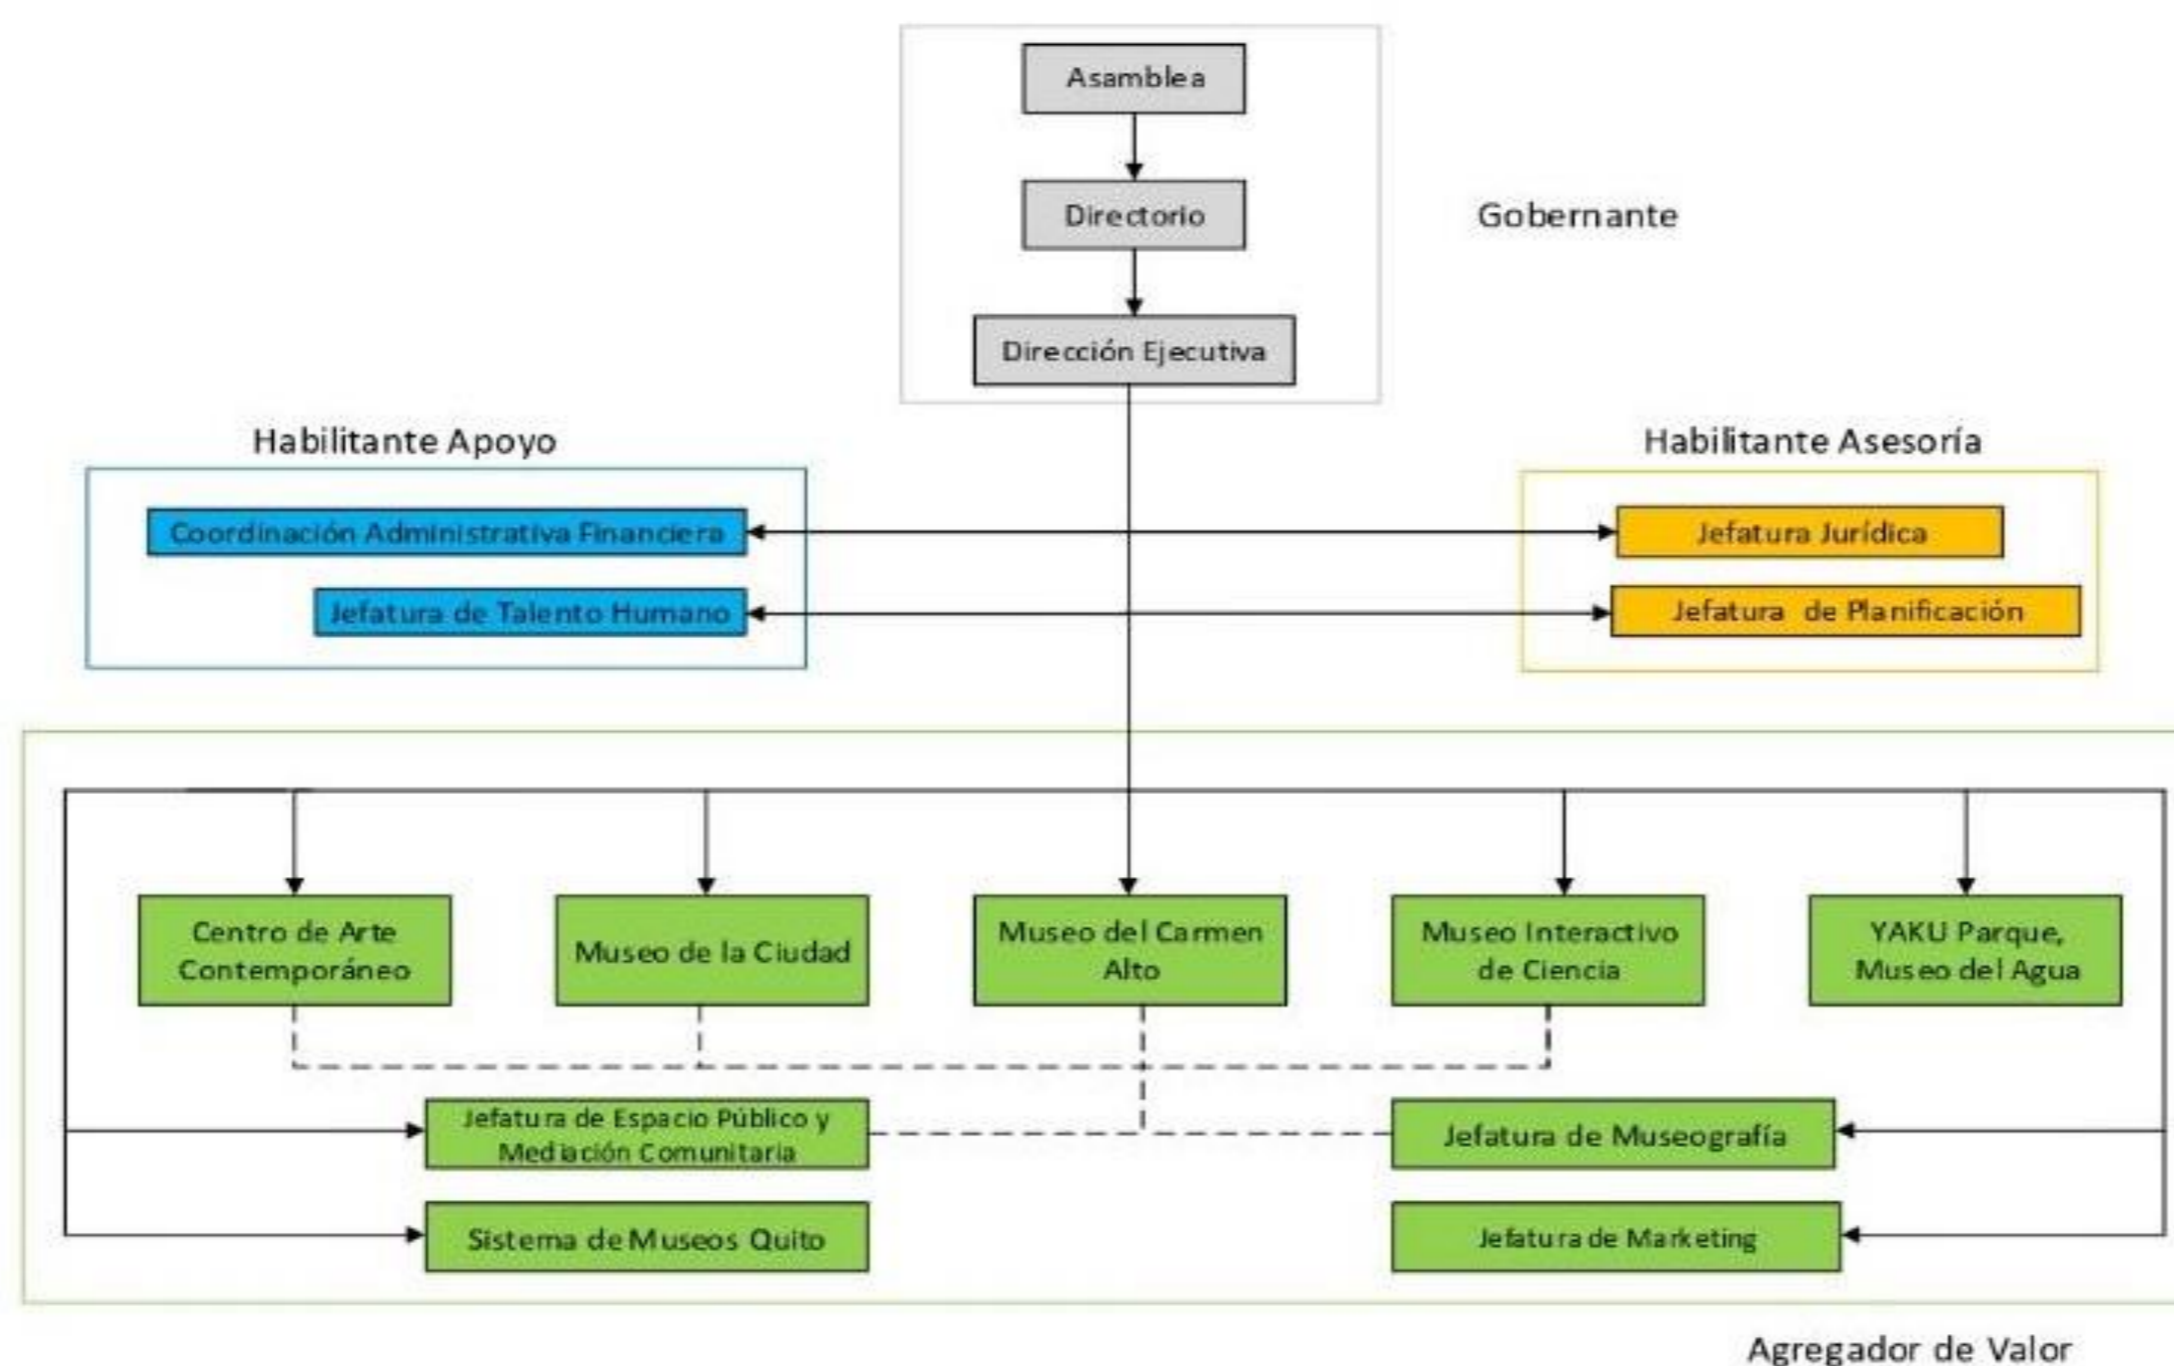 Asamblea
Directorio
Gobernante
Dirección Ejecutiva
Habilitante Apoyo
Habilitante Asesoría
Coordinación Administrativa Financiera
Jefatura Jurídica
Jefatura de Talento Humano
Jefatura de Planificación
Centro de Arte
Contemporáneo
Museo de la Ciudad
Museo del Carmen
Alto
Museo Interactivo
de Ciencia
YAKU Parque,
Museo del Agua
Jefatura de Espacio Público y
Mediación Comunitaria
Jefatura de Museografía
Sistema de Museos Quito
Jefatura de Marketing
Agregador de Valor